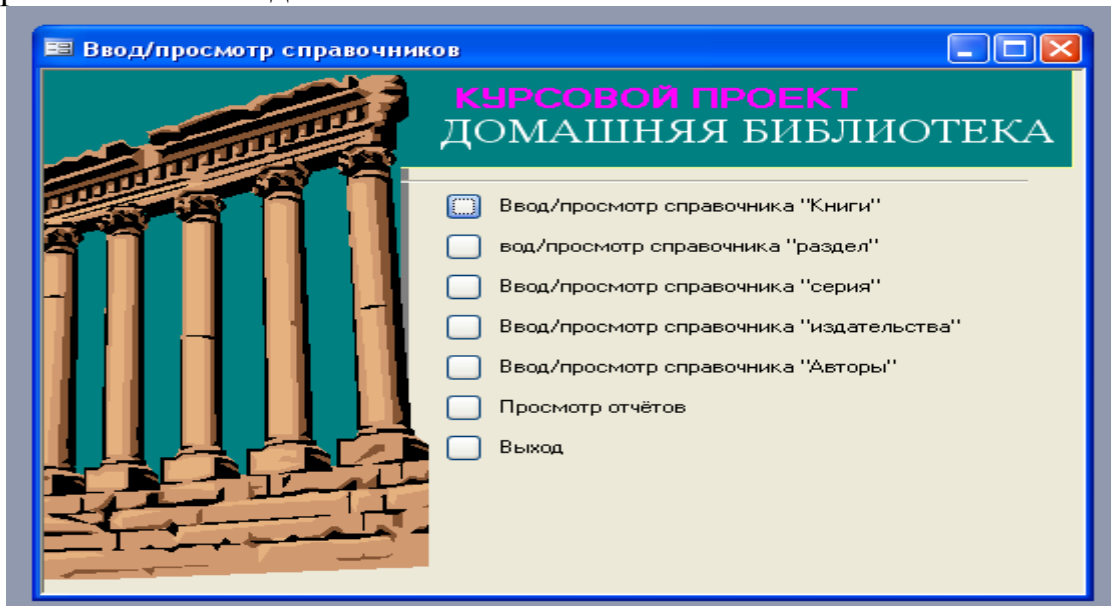 Ввод/просмотр справочников
КУРСОВОЙ ПРОЕКТ
ДОМАШНЯЯ БИБЛИОТЕКА
Ввод/просмотр справочника "Книги"
вод/просмотр справочника "раздел"
Ввод/просмотр справочника "серия"
Ввод/просмотр справочника "издательства"
Ввод/просмотр справочника "Авторы"
Просмотр отчётов
Выход